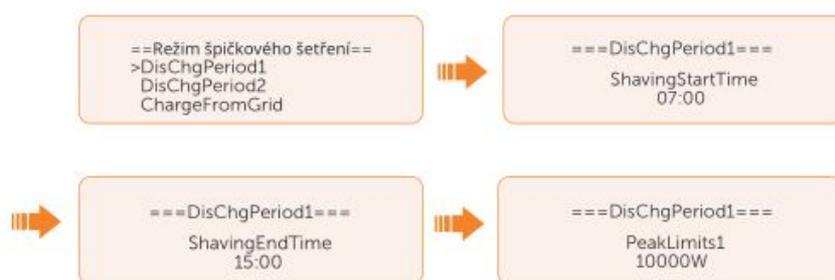 ==Režim špičkového šetření==
>DisChgPeriod1
DisChgPeriod2
ChargeFromGrid
===DisChgPeriod1===
ShavingStartTime
07:00
===DisChgPeriod1===
ShavingEndTime
15:00
===DisChgPeriod1===
PeakLimits1
10000W